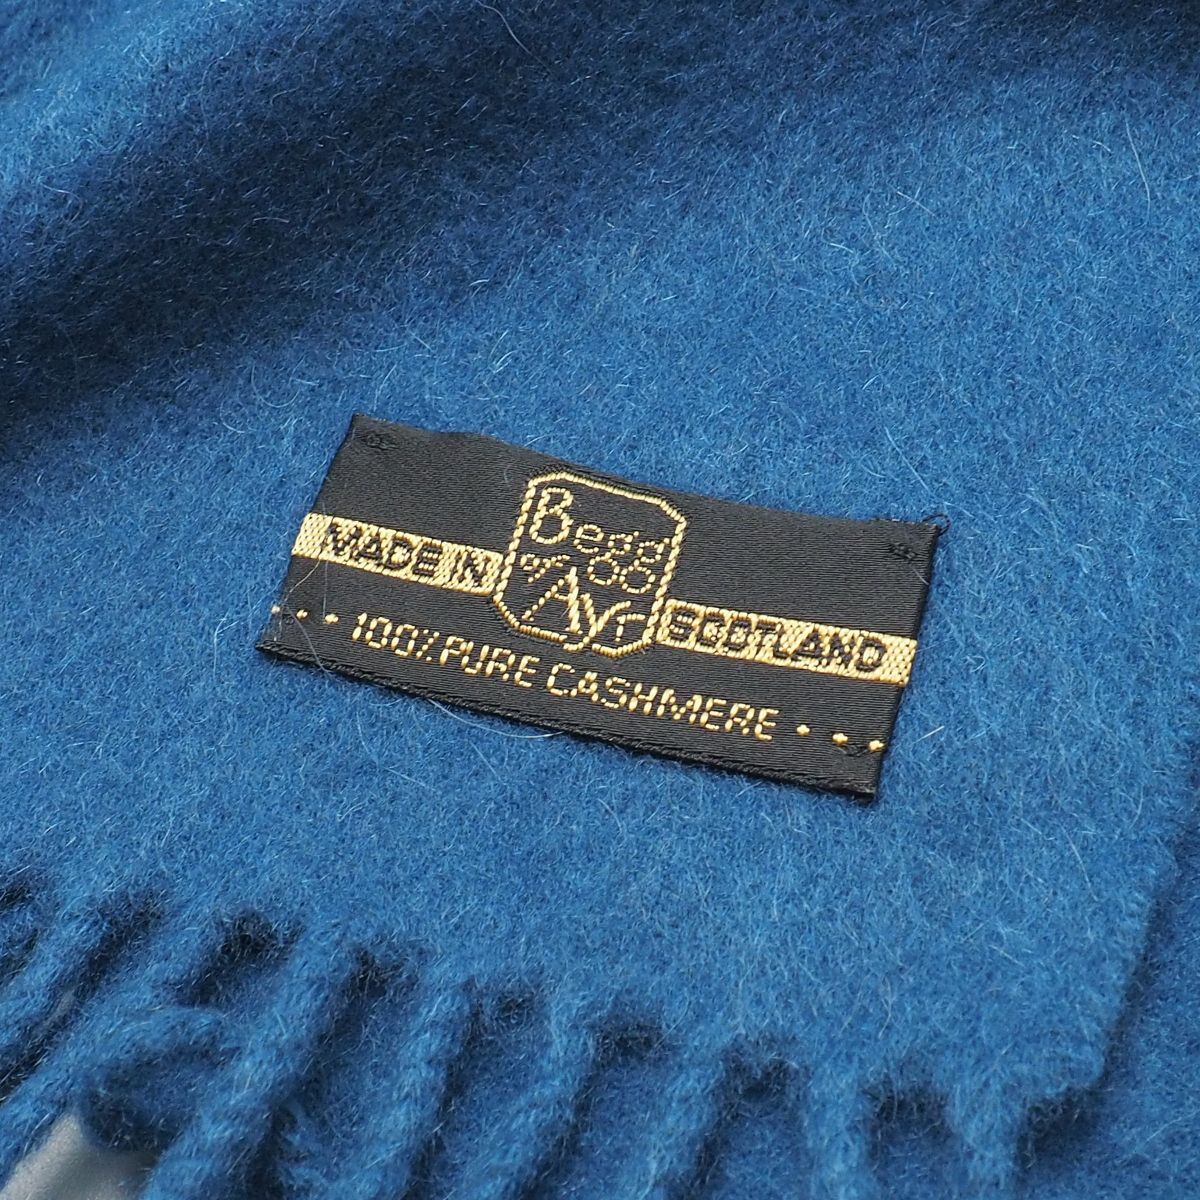 Begg
of
Ayr
MADE IN SCOTLAND
100% PURE CASHMERE